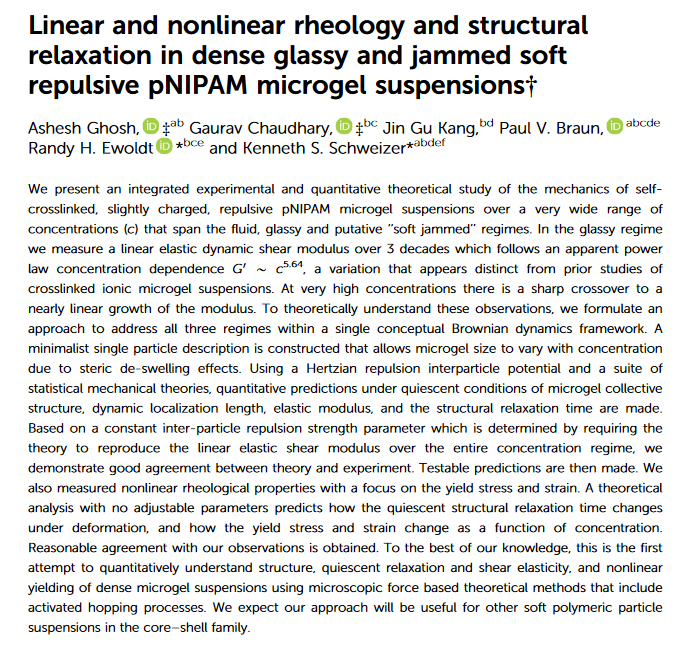 Linear and nonlinear rheology and structural
relaxation in dense glassy and jammed soft
repulsive pNIPAM microgel suspensions†
Ashesh Ghosh, iD ‡ab Gaurav Chaudhary, iD ‡bc Jin Gu Kang,bd Paul V. Braun, iD abcde
Randy H. Ewoldt iD *bce and Kenneth S. Schweizer*abdef
We present an integrated experimental and quantitative theoretical study of the mechanics of self-
crosslinked, slightly charged, repulsive pNIPAM microgel suspensions over a very wide range of
concentrations (c) that span the fluid, glassy and putative "soft jammed" regimes. In the glassy regime
we measure a linear elastic dynamic shear modulus over 3 decades which follows an apparent power
law concentration dependence G′ ~ c5.64, a variation that appears distinct from prior studies of
crosslinked ionic microgel suspensions. At very high concentrations there is a sharp crossover to a
nearly linear growth of the modulus. To theoretically understand these observations, we formulate an
approach to address all three regimes within a single conceptual Brownian dynamics framework. A
minimalist single particle description is constructed that allows microgel size to vary with concentration
due to steric de-swelling effects. Using a Hertzian repulsion interparticle potential and a suite of
statistical mechanical theories, quantitative predictions under quiescent conditions of microgel collective
structure, dynamic localization length, elastic modulus, and the structural relaxation time are made.
Based on a constant inter-particle repulsion strength parameter which is determined by requiring the
theory to reproduce the linear elastic shear modulus over the entire concentration regime, we
demonstrate good agreement between theory and experiment. Testable predictions are then made. We
also measured nonlinear rheological properties with a focus on the yield stress and strain. A theoretical
analysis with no adjustable parameters predicts how the quiescent structural relaxation time changes
under deformation, and how the yield stress and strain change as a function of concentration.
Reasonable agreement with our observations is obtained. To the best of our knowledge, this is the first
attempt to quantitatively understand structure, quiescent relaxation and shear elasticity, and nonlinear
yielding of dense microgel suspensions using microscopic force based theoretical methods that include
activated hopping processes. We expect our approach will be useful for other soft polymeric particle
suspensions in the core–shell family.